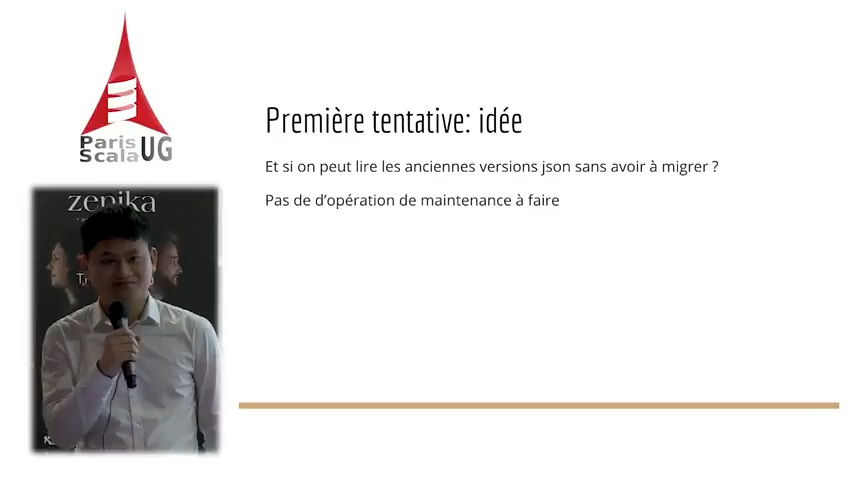 Paris
Scala UG
Première tentative: idée
Et si on peut lire les anciennes versions json sans avoir à migrer ?
Pas de d'opération de maintenance à faire
zenika